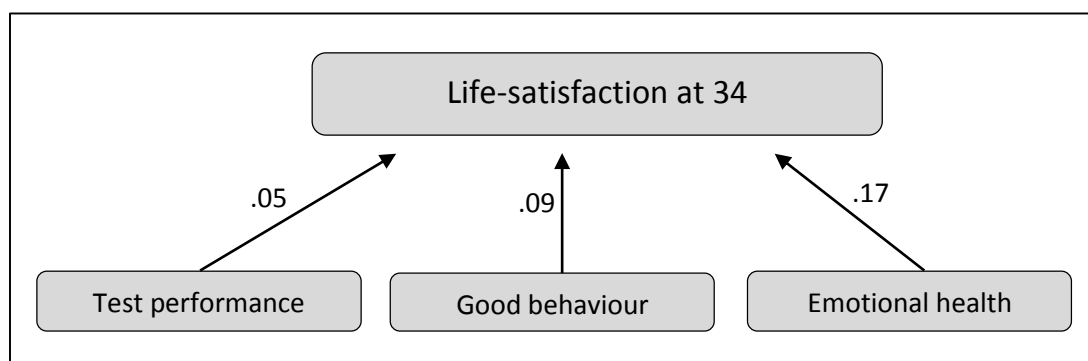 Life-satisfaction at 34
.05
.09
.17
Test performance
Good behaviour
Emotional health